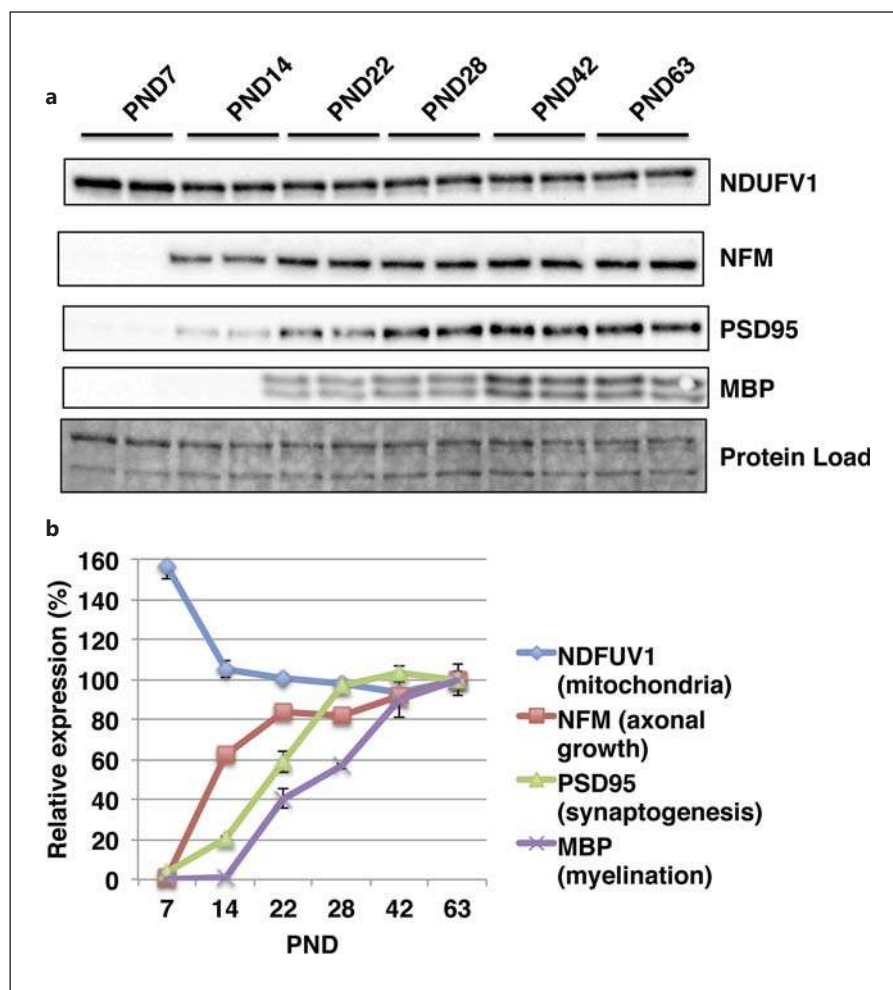 a
PND7 PND14 PND22 PND28 PND42 PND63
NDUFV1
NFM
PSD95
MBP
Protein Load
b
160
140
120
100
80
60
40
20
0
Relative expression (%)
7 14 22 28 42 63
PND
NDFUV1
(mitochondria)
NFM (axonal
growth)
PSD95
(synaptogenesis)
MBP
(myelination)